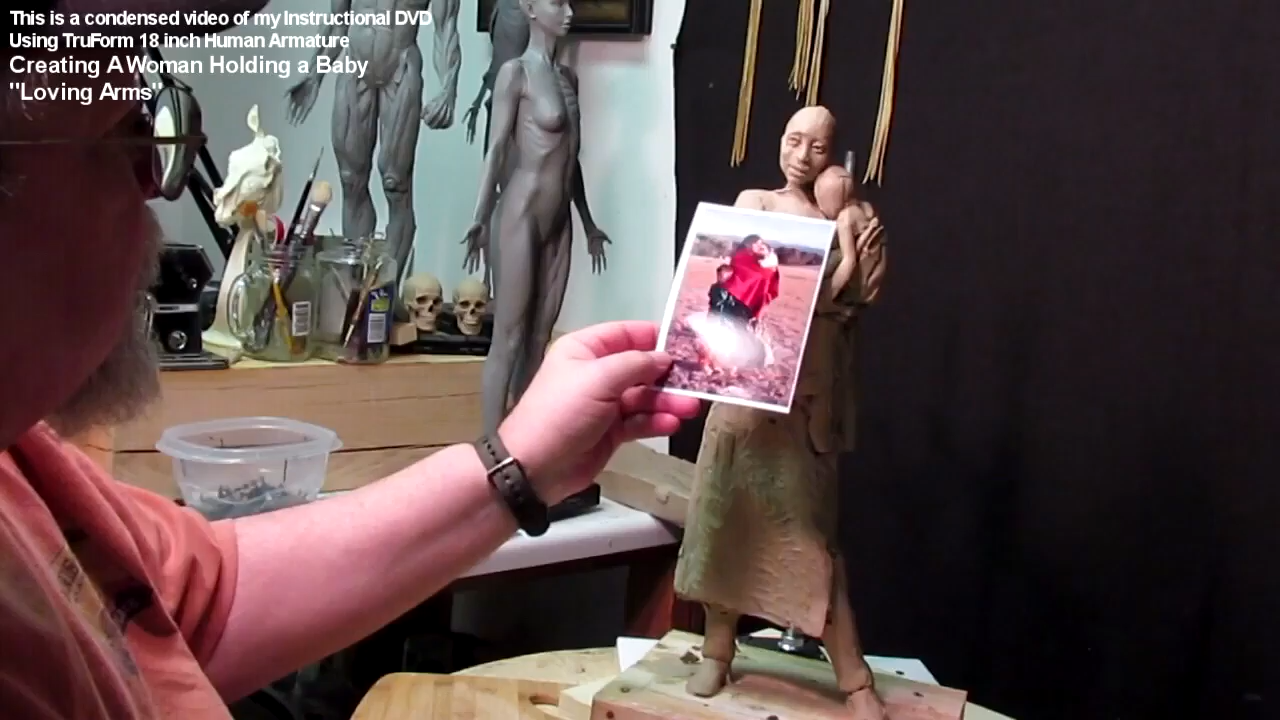 This is a condensed video of my Instructional DVD
Using TruForm 18 inch Human Armature
Creating A Woman Holding a Baby
"Loving Arms"